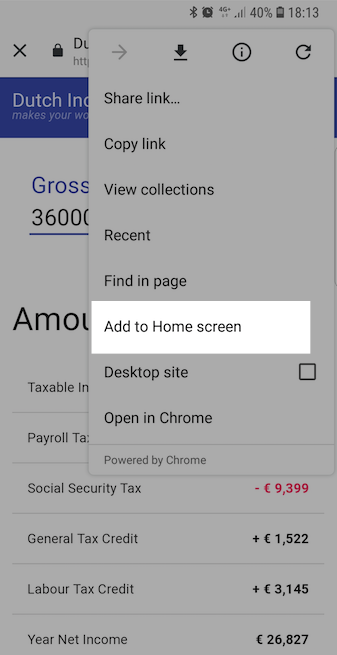 4G+ 40% 18:13
Du
Dutch Inc
makes your wo
Gross
36000
Share link...
Copy link
View collections
Recent
Find in page
Add to Home screen
Desktop site
Open in Chrome
Powered by Chrome
Amou
Taxable In
Payroll Tax
Social Security Tax - € 9,399
General Tax Credit + € 1,522
Labour Tax Credit + € 3,145
Year Net Income € 26,827